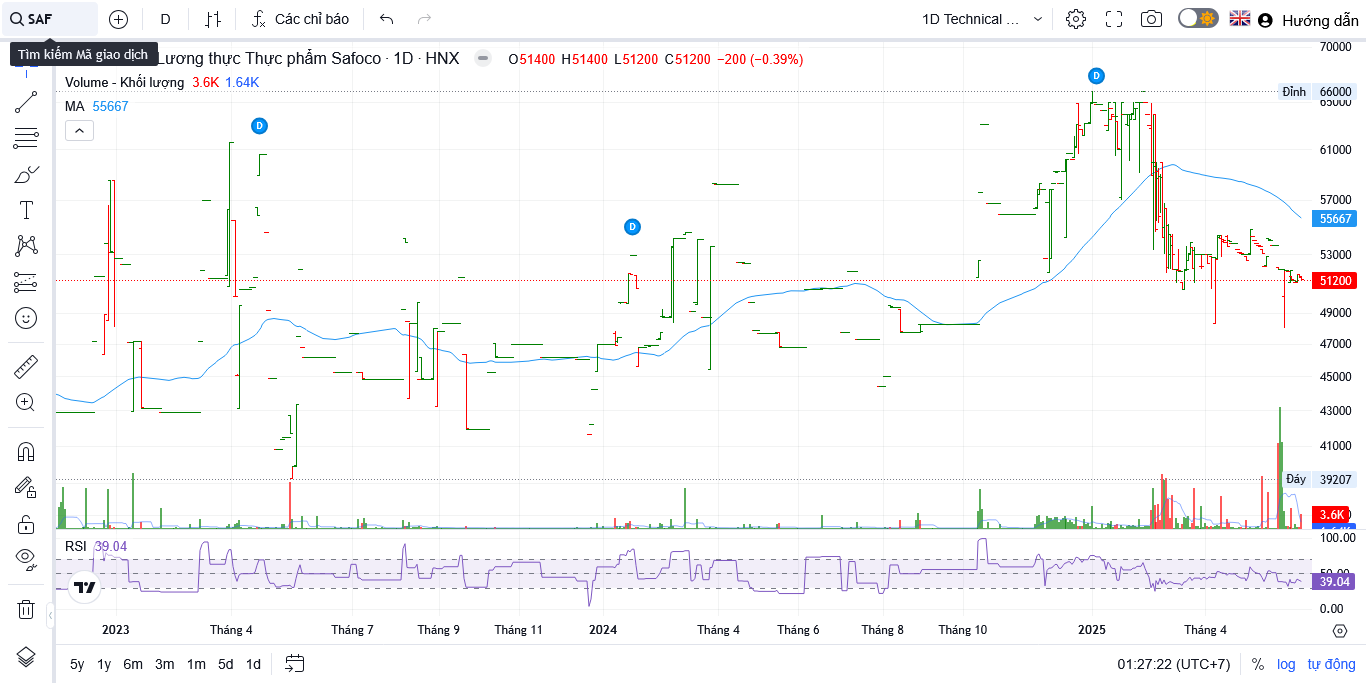 SAF
D
Các chỉ báo
1D Technical ...
Hướng dẫn
Tìm kiếm Mã giao dịch
Lương thực Thực phẩm Safoco · 1D · HNX
O51400 H51400 L51200 C51200 −200 (−0.39%)
Volume - Khối lượng 3.6K 1.64K
MA 55667
D
D
D
70000
Đỉnh 66000
65000
61000
57000
55667
53000
51200
49000
47000
45000
43000
41000
Đáy 39207
3.6K
RSI 39.04
100.00
50.00
39.04
0.00
2023 Tháng 4 Tháng 7 Tháng 9 Tháng 11 2024 Tháng 4 Tháng 6 Tháng 8 Tháng 10 2025 Tháng 4
5y 1y 6m 3m 1m 5d 1d
01:27:22 (UTC+7) % log tự động